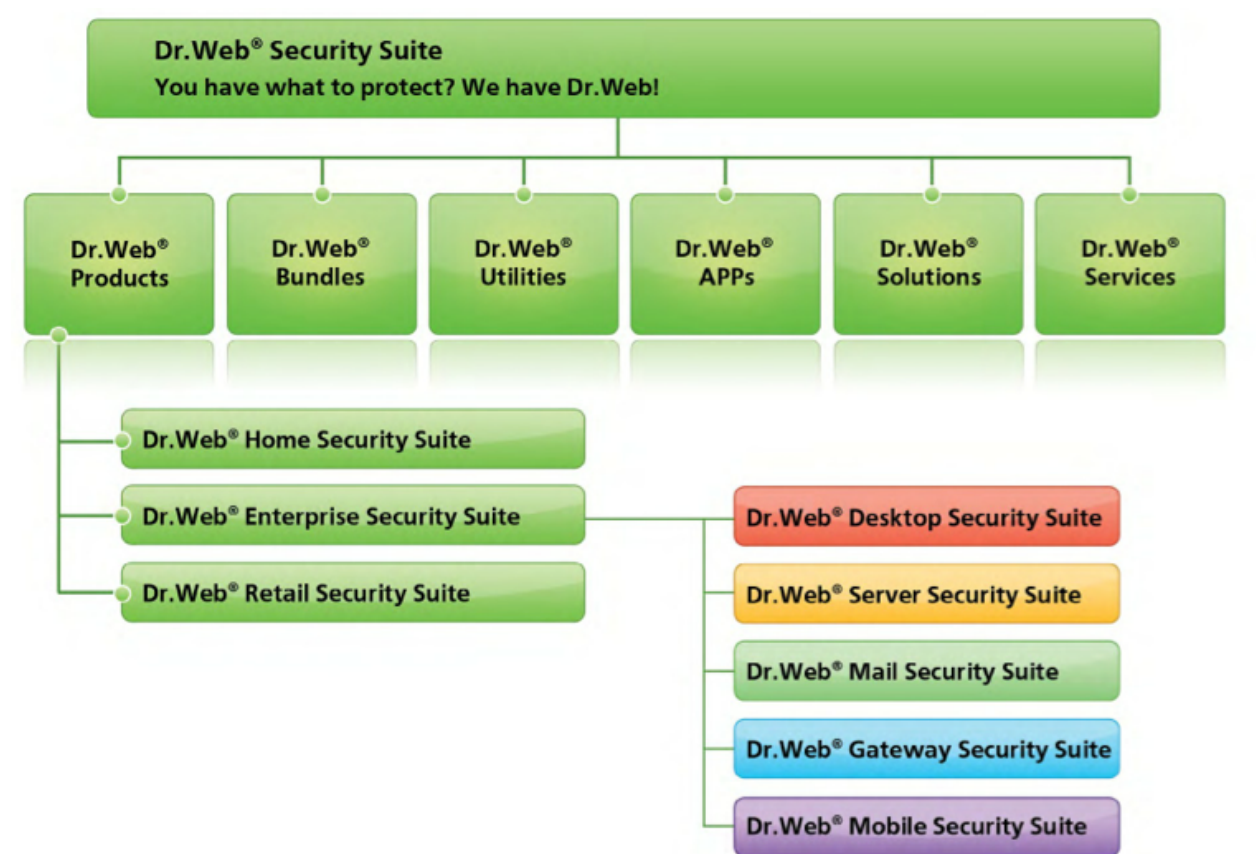 Dr.Web® Security Suite
You have what to protect? We have Dr.Web!
Dr.Web®
Products
Dr.Web®
Bundles
Dr.Web®
Utilities
Dr.Web®
APPs
Dr.Web®
Solutions
Dr.Web®
Services
Dr.Web® Home Security Suite
Dr.Web® Enterprise Security Suite
Dr.Web® Retail Security Suite
Dr.Web® Desktop Security Suite
Dr.Web® Server Security Suite
Dr.Web® Mail Security Suite
Dr.Web® Gateway Security Suite
Dr.Web® Mobile Security Suite